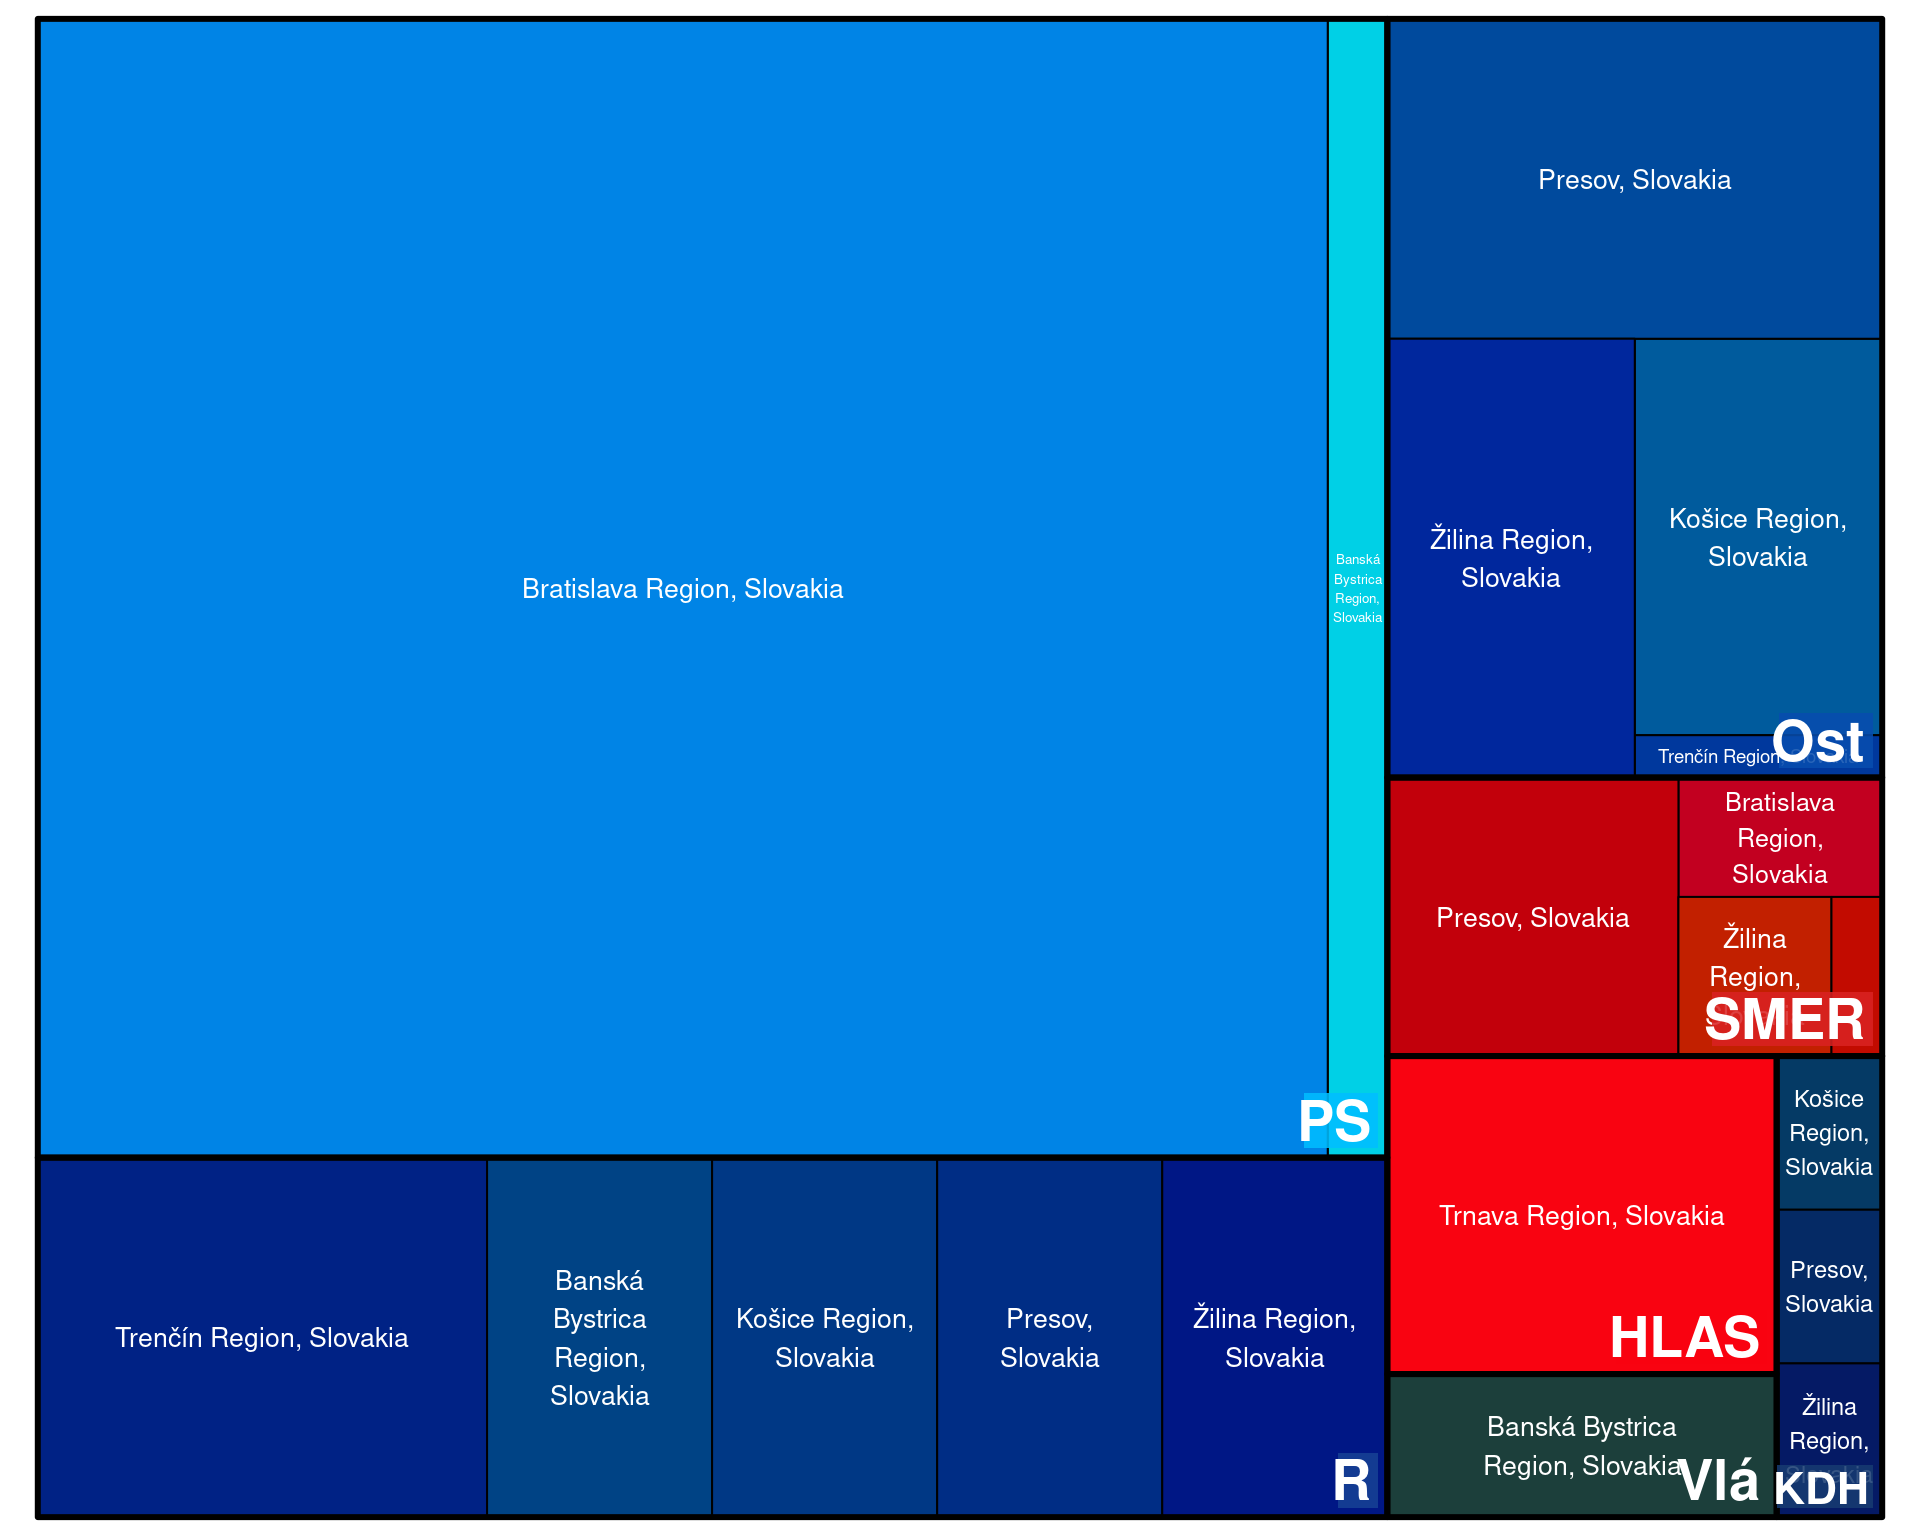 Bratislava Region, Slovakia
Banská
Bystrica
Region,
Slovakia
PS
Trenčín Region, Slovakia
Banská
Bystrica
Region,
Slovakia
Košice Region,
Slovakia
Presov,
Slovakia
Žilina Region,
Slovakia
R
Presov, Slovakia
Žilina Region,
Slovakia
Košice Region,
Slovakia
Trenčín Region
Ost
Presov, Slovakia
Bratislava
Region,
Slovakia
Žilina
Region,
SMER
Trnava Region, Slovakia
HLAS
Banská Bystrica
Region, Slovakia
Vlá
Košice
Region,
Slovakia
Presov,
Slovakia
Žilina
Region,
KDH